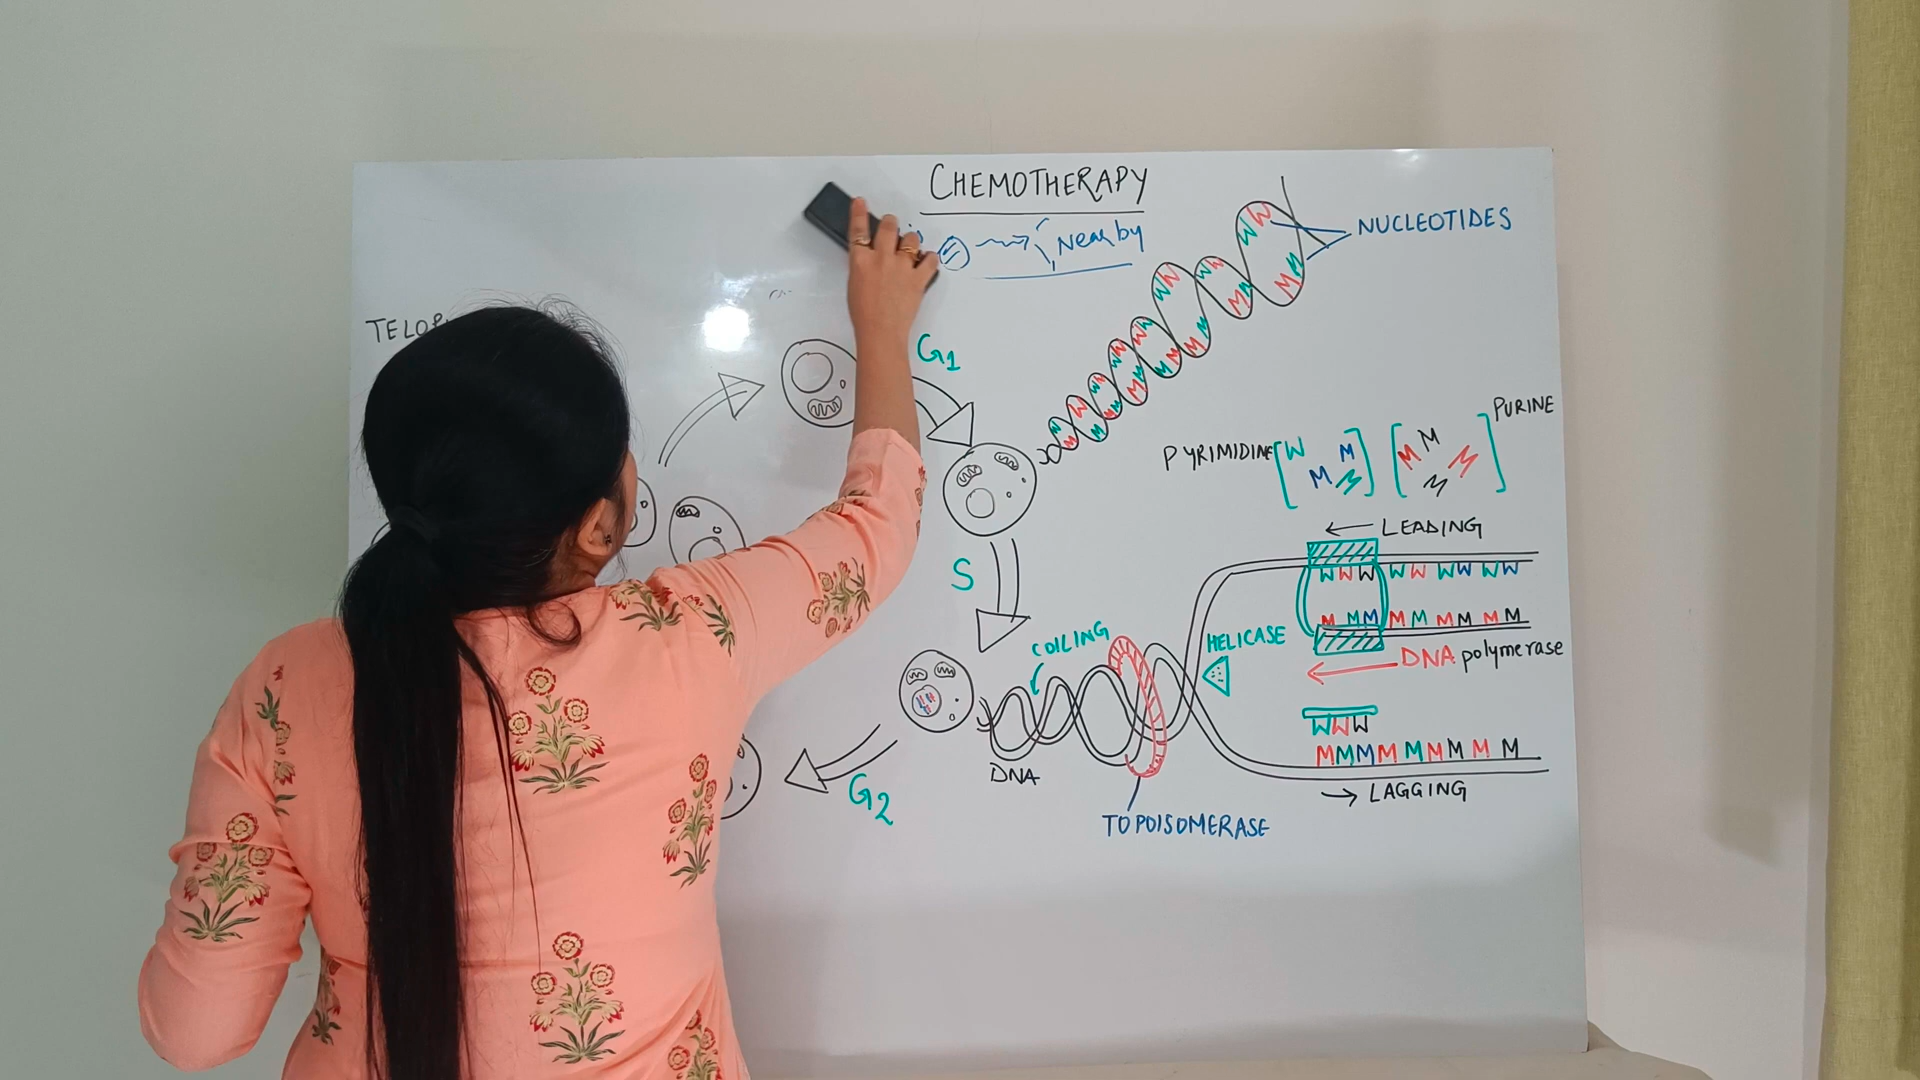 CHEMOTHERAPY
Nearby
NUCLEOTIDES
G1
PURINE
PYRIMIDINE
W M M M
M M M M
← LEADING
W W W W W W W W W
S
M M M M M M M M M
COILING
HELICASE
DNA polymerase
W W W
M M M M M M M M M
DNA
G2
→ LAGGING
TOPOISOMERASE